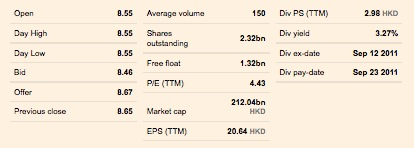 Open 8.55
Day High 8.55
Day Low 8.55
Bid 8.46
Offer 8.67
Previous close 8.65
Average volume 150
Shares
outstanding 2.32bn
Free float 1.32bn
P/E (TTM) 4.43
212.04bn
Market cap HKD
EPS (TTM) 20.64 HKD
Div PS (TTM) 2.98 HKD
Div yield 3.27%
Div ex-date Sep 12 2011
Div pay-date Sep 23 2011